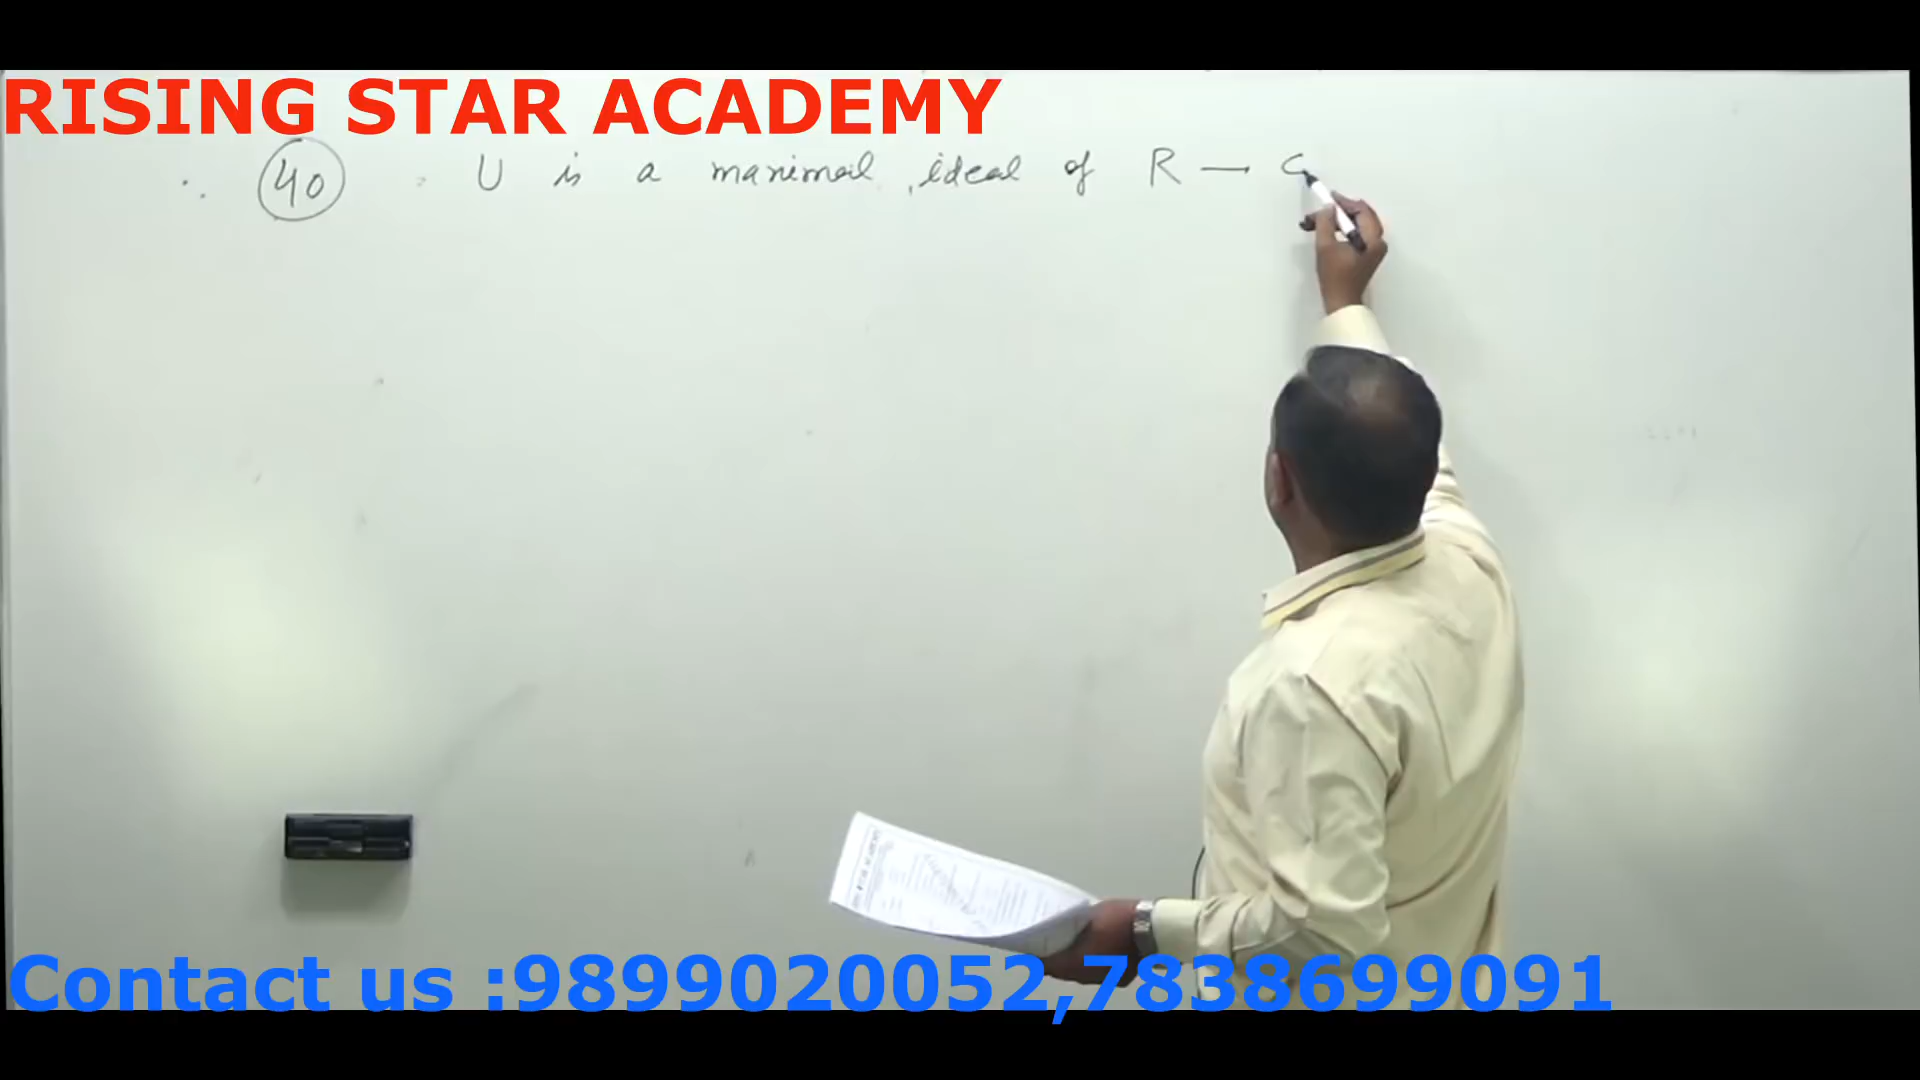 RISING STAR ACADEMY
∴ 40 U is a maximal ideal of R — C
Contact us :9899020052,7838699091